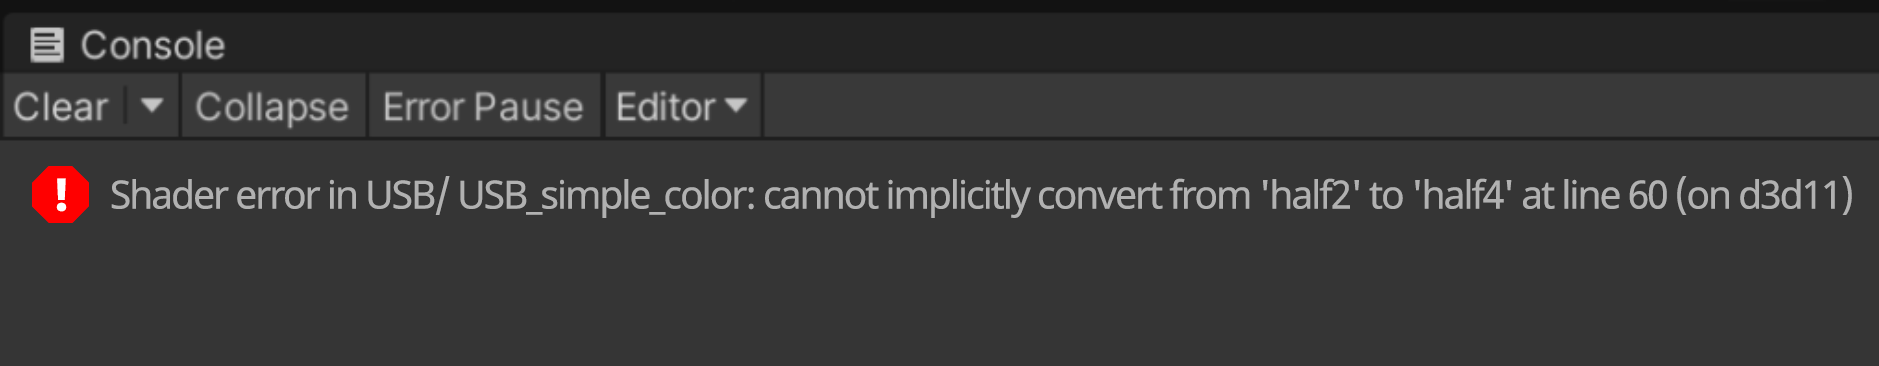 Console
Clear Collapse Error Pause Editor
Shader error in USB/ USB_simple_color: cannot implicitly convert from 'half2' to 'half4' at line 60 (on d3d11)